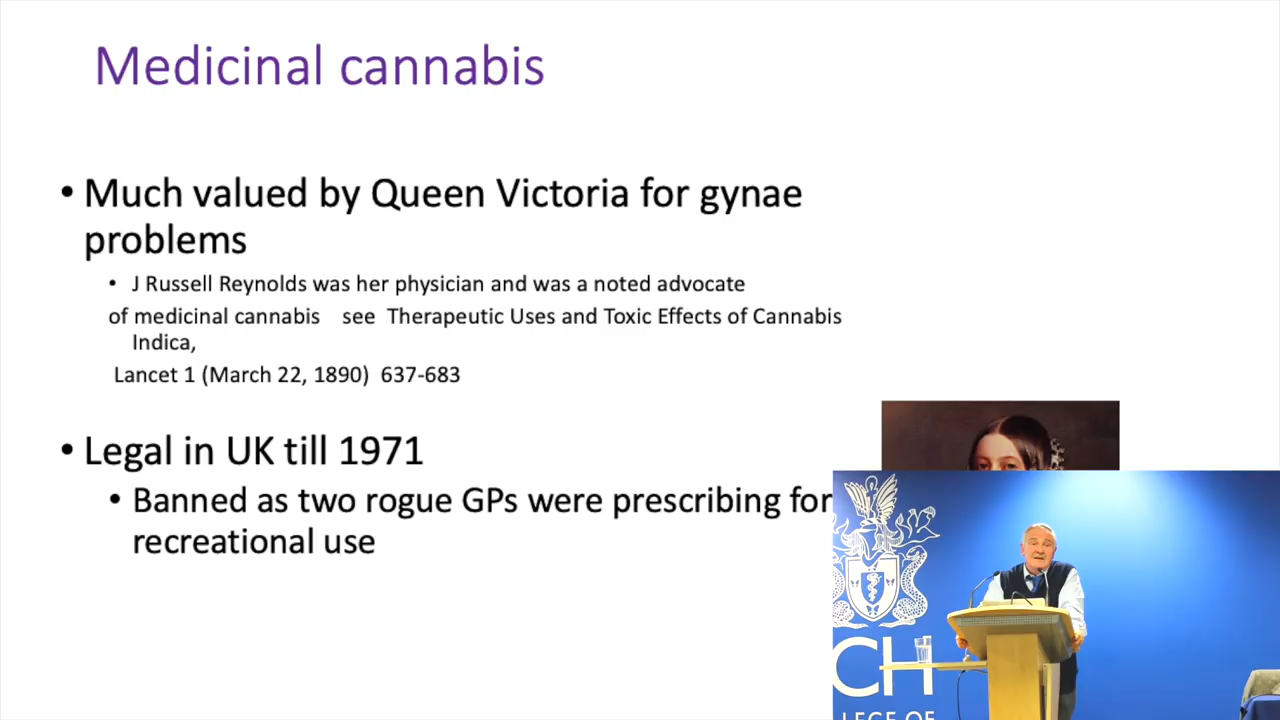 Medicinal cannabis
• Much valued by Queen Victoria for gynae
problems
• J Russell Reynolds was her physician and was a noted advocate
of medicinal cannabis see Therapeutic Uses and Toxic Effects of Cannabis
Indica,
Lancet 1 (March 22, 1890) 637-683
• Legal in UK till 1971
• Banned as two rogue GPs were prescribing for
recreational use
CH
LEGE OF